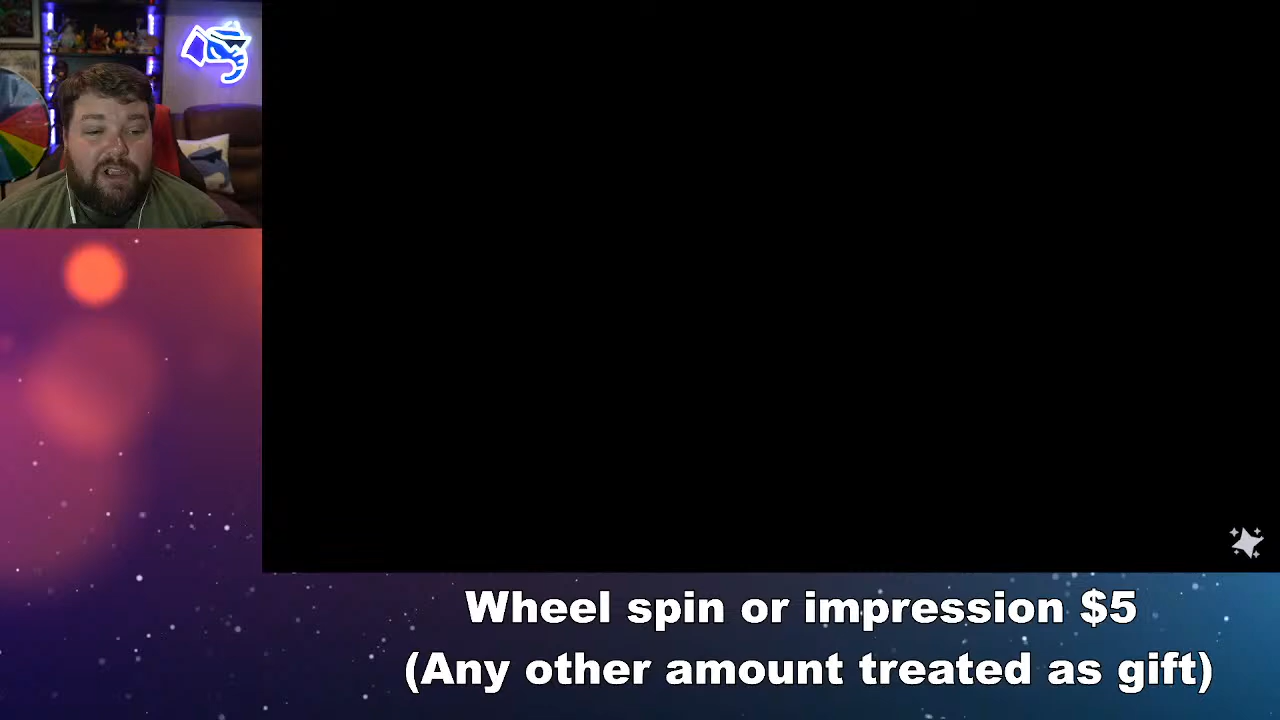 Wheel spin or impression $5
(Any other amount treated as gift)